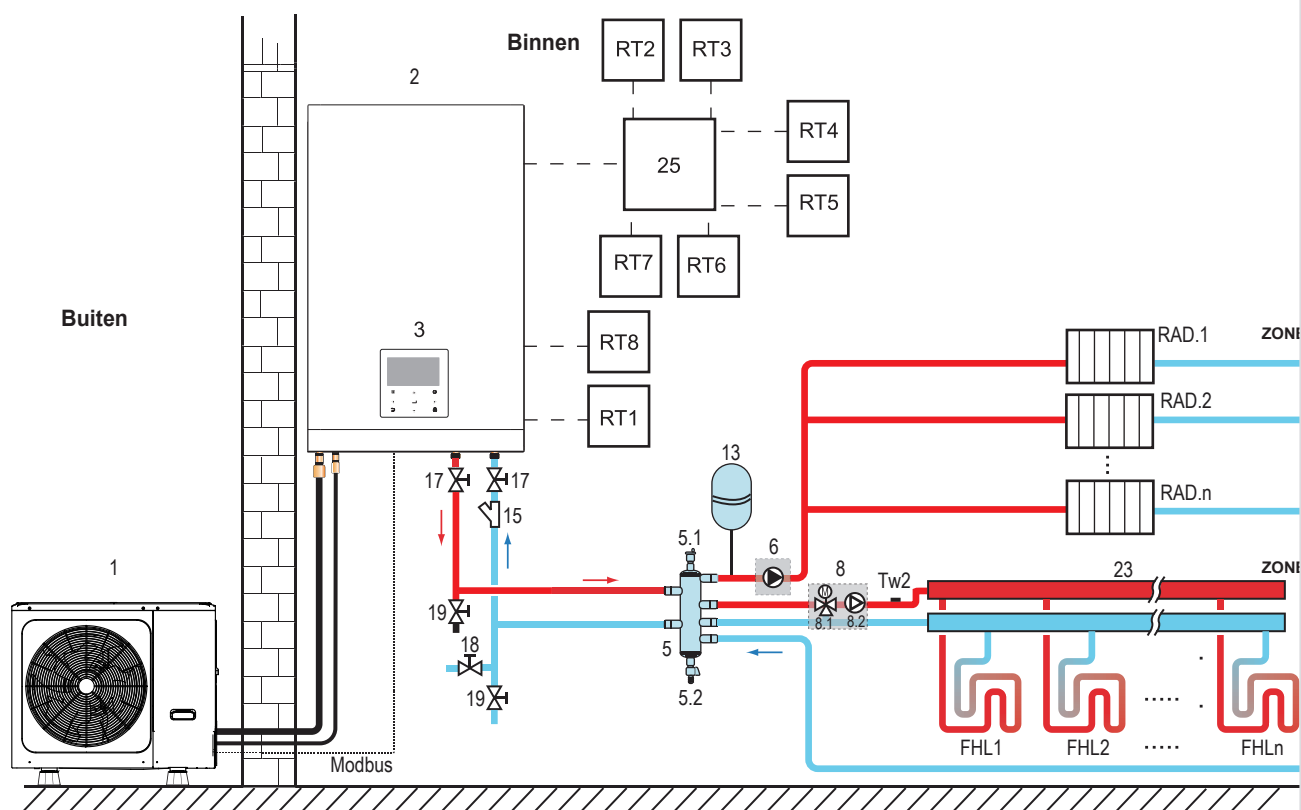 Binnen
RT2
RT3
2
RT4
25
RT5
RT7
RT6
Buiten
3
RT8
RT1
RAD.1
ZONE
RAD.2
13
17
17
15
RAD.n
5.1
6
1
8
Tw2
23
ZONE
M
19
8.1
8.2
18
5
19
5.2
.....
FHL1
FHL2
.....
FHLn
Modbus